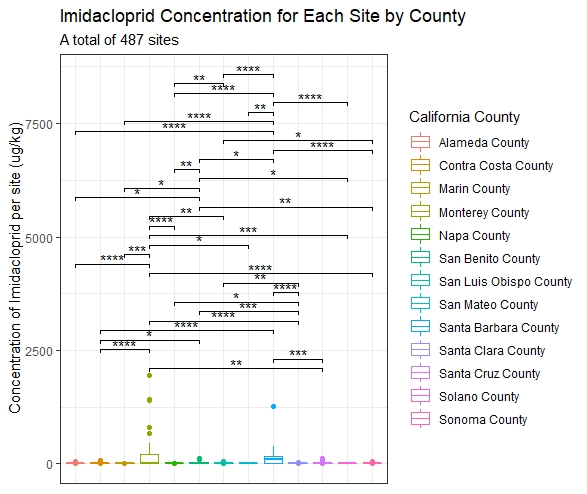 Imidacloprid Concentration for Each Site by County
A total of 487 sites
Concentration of Imidacloprid per site (ug/kg)
7500
5000
2500
0
****
**
****
****
**
****
****
*
****
*
**
*
*
*
**
**
****
***
*
***
****
****
**
****
*
***
****
****
*
****
***
**
California County
Alameda County
Contra Costa County
Marin County
Monterey County
Napa County
San Benito County
San Luis Obispo County
San Mateo County
Santa Barbara County
Santa Clara County
Santa Cruz County
Solano County
Sonoma County